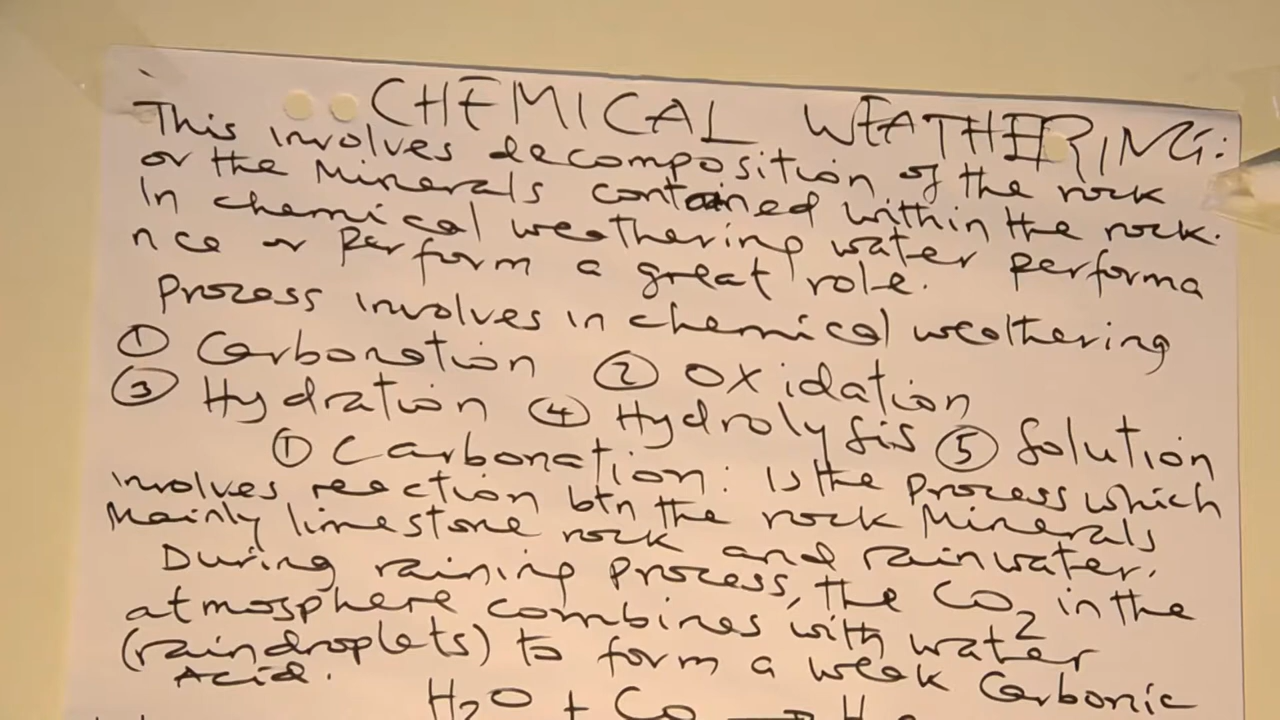 CHEMICAL WEATHERING:
This involves decomposition of the rock
or the Minerals contained within the rock.
In chemical weathering water performa
nce or perform a great role.
Process involves in chemical weathering
① Carbonation ② Oxidation
③ Hydration ④ Hydrolysis ⑤ Solution
① Carbonation: Is the process which
involves reaction btn the rock Minerals
Mainly limestone rock and rainwater.
During raining process, the CO₂ in the
atmosphere combines with water
(raindroplets) to form a weak Carbonic
Acid.
H₂O + CO